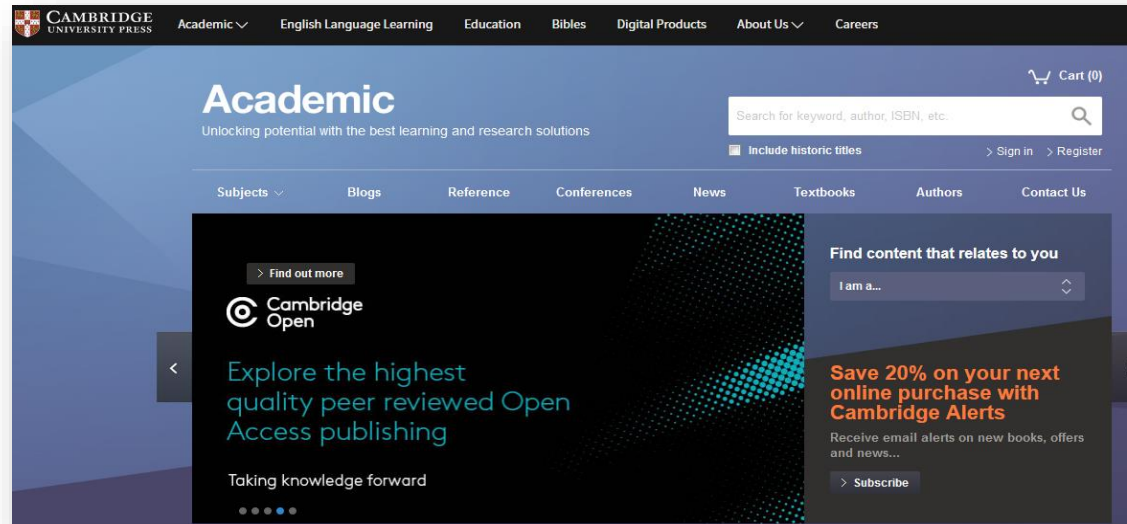 CAMBRIDGE
UNIVERSITY PRESS
Academic English Language Learning Education Bibles Digital Products About Us Careers
Cart (0)
Academic
Unlocking potential with the best learning and research solutions
Search for keyword, author, ISBN, etc.
Include historic titles
> Sign in > Register
Subjects Blogs Reference Conferences News Textbooks Authors Contact Us
> Find out more
Cambridge
Open
Explore the highest
quality peer reviewed Open
Access publishing
Taking knowledge forward
Find content that relates to you
I am a...
Save 20% on your next
online purchase with
Cambridge Alerts
Receive email alerts on new books, offers
and news...
> Subscribe